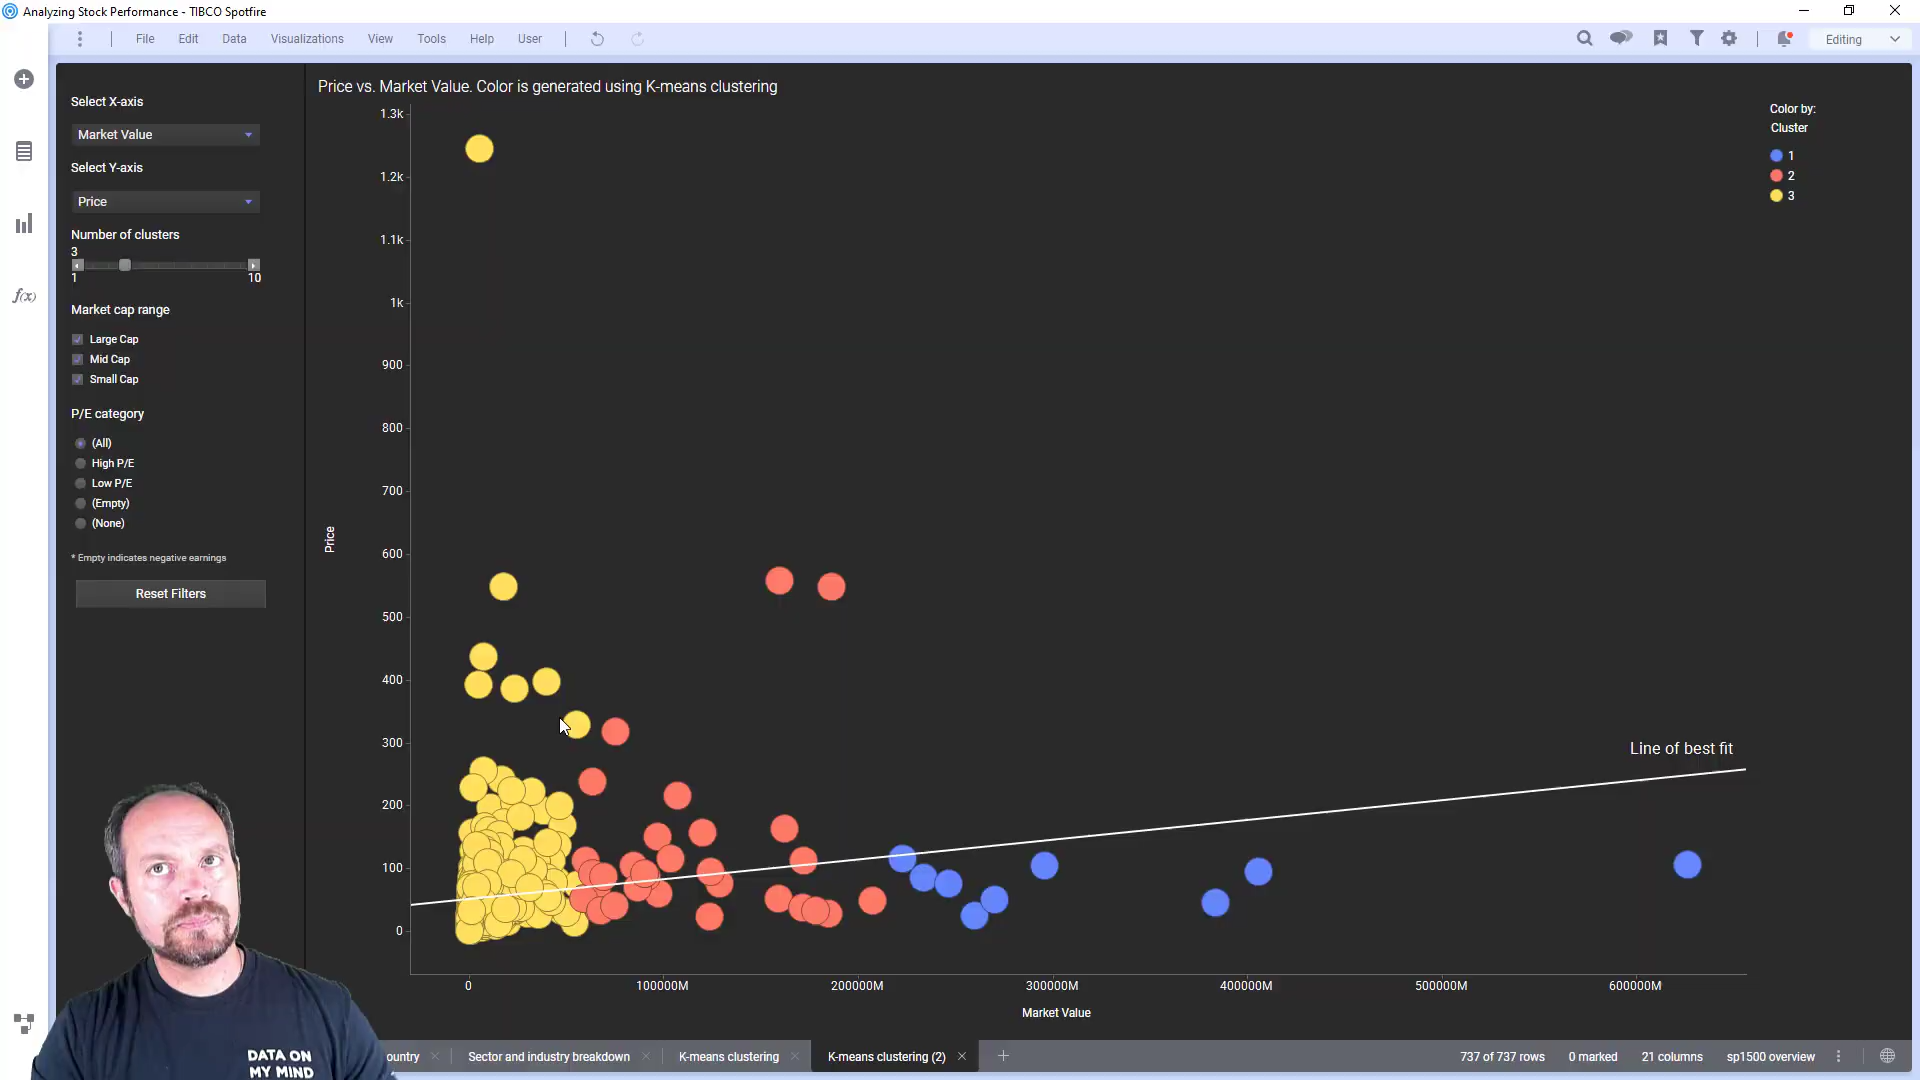 Analyzing Stock Performance - TIBCO Spotfire
File Edit Data Visualizations View Tools Help User
Editing
Select X-axis
Market Value
Select Y-axis
Price
Number of clusters
3
1 10
Market cap range
Large Cap
Mid Cap
Small Cap
P/E category
(All)
High P/E
Low P/E
(Empty)
(None)
* Empty indicates negative earnings
Reset Filters
f(x)
Price vs. Market Value. Color is generated using K-means clustering
1.3k
1.2k
1.1k
1k
900
800
700
600
500
400
300
200
100
0
Price
Line of best fit
0 100000M 200000M 300000M 400000M 500000M 600000M
Market Value
Color by:
Cluster
1
2
3
DATA ON
MY MIND
ountry Sector and industry breakdown K-means clustering K-means clustering (2)
737 of 737 rows 0 marked 21 columns sp1500 overview